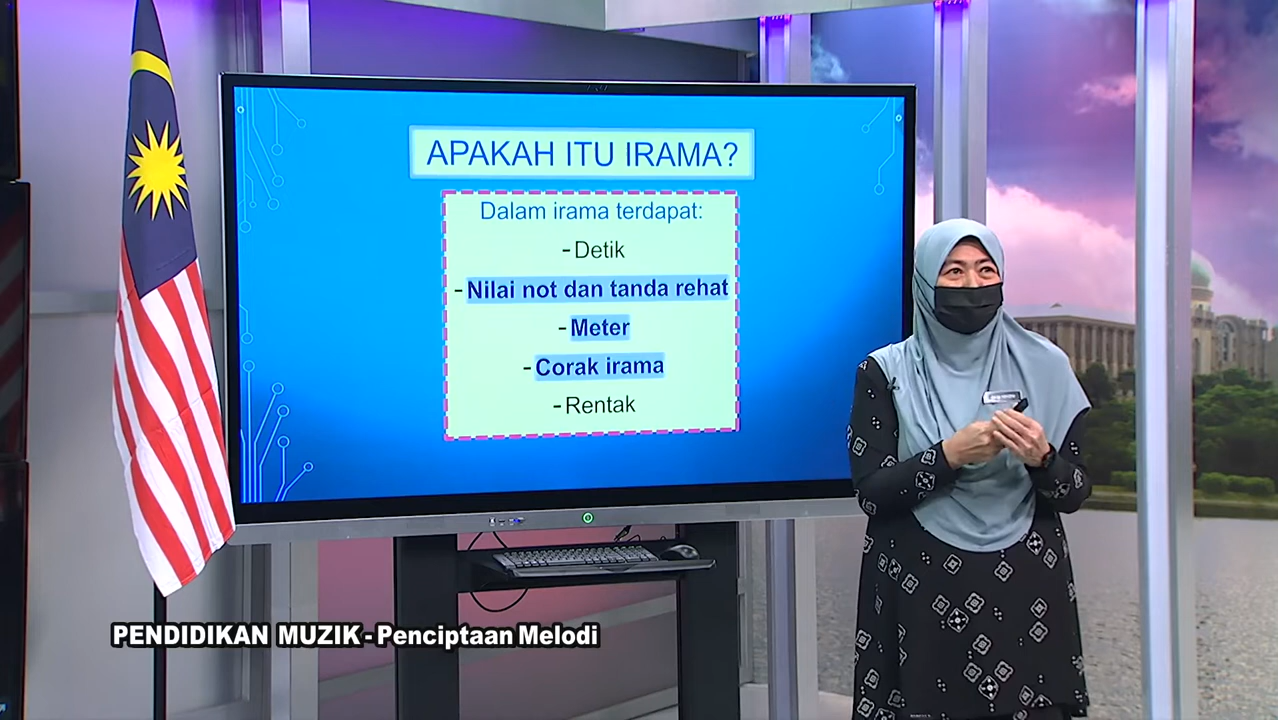 APAKAH ITU IRAMA?
Dalam irama terdapat:
- Detik
- Nilai not dan tanda rehat
- Meter
- Corak irama
- Rentak
PENDIDIKAN MUZIK - Penciptaan Melodi